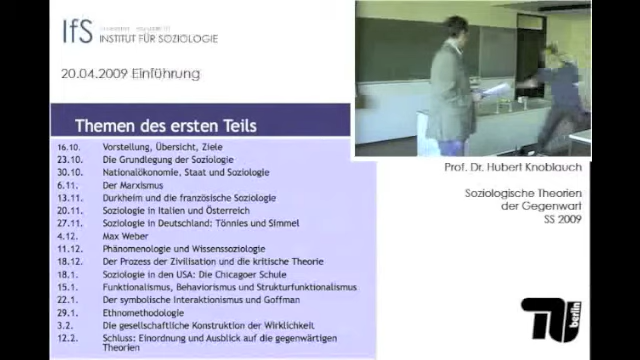 IfS INSTITUT FÜR SOZIOLOGIE
20.04.2009 Einführung
Themen des ersten Teils
16.10. Vorstellung, Übersicht, Ziele
23.10. Die Grundlegung der Soziologie
30.10. Nationalökonomie, Staat und Soziologie
6.11. Der Marxismus
13.11. Durkheim und die französische Soziologie
20.11. Soziologie in Italien und Österreich
27.11. Soziologie in Deutschland: Tönnies und Simmel
4.12. Max Weber
11.12. Phänomenologie und Wissenssoziologie
18.12. Der Prozess der Zivilisation und die kritische Theorie
18.1. Soziologie in den USA: Die Chicagoer Schule
15.1. Funktionalismus, Behaviorismus und Strukturfunktionalismus
22.1. Der symbolische Interaktionismus und Goffman
29.1. Ethnomethodologie
3.2. Die gesellschaftliche Konstruktion der Wirklichkeit
12.2. Schluss: Einordnung und Ausblick auf die gegenwärtigen
Theorien
Prof. Dr. Hubert Knoblauch
Soziologische Theorien
der Gegenwart
SS 2009
TU berlin